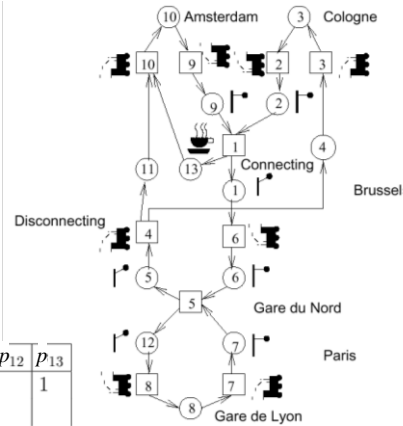 10 Amsterdam 3 Cologne
10 9 2 3
9 2
1 4
11 13 Connecting
1 Brussel
Disconnecting
4 6
5 6
5 Gare du Nord
12 7
p12 p13 Paris
1
8 7
8
Gare de Lyon